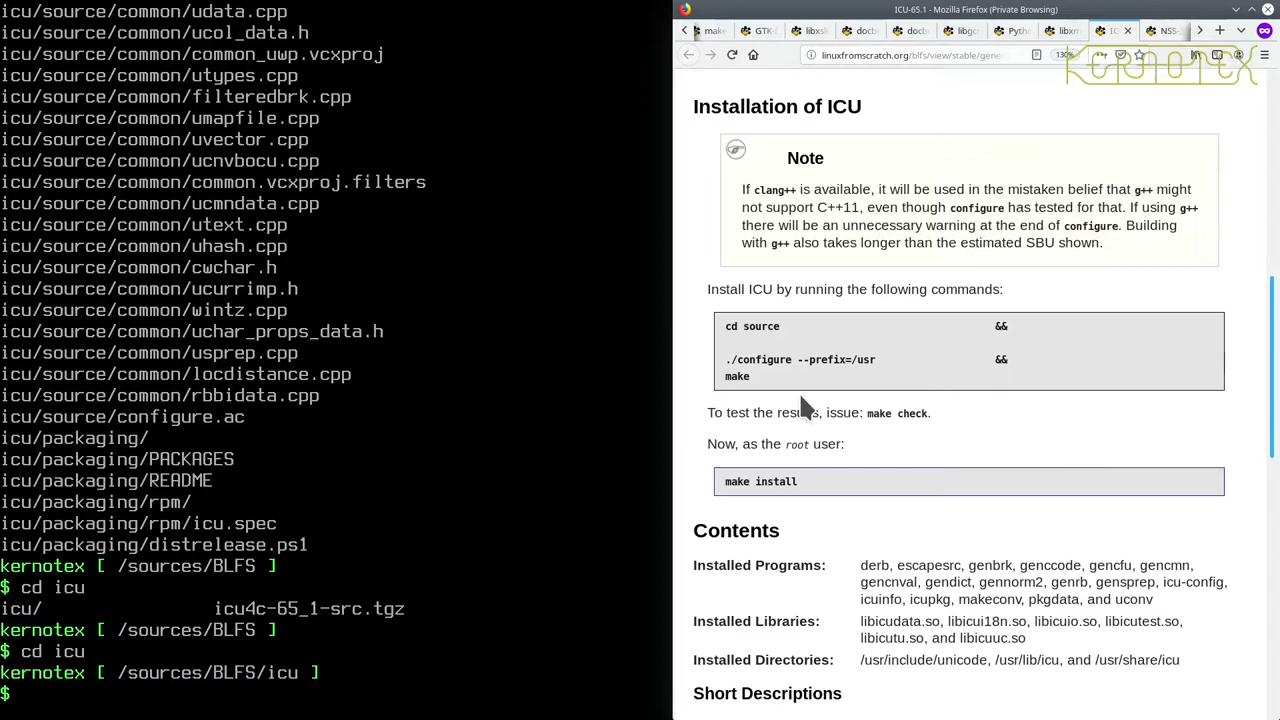 icu/source/common/udata.cpp
icu/source/common/ucol_data.h
icu/source/common/common_uwp.vcxproj
icu/source/common/utypes.cpp
icu/source/common/filteredbrk.cpp
icu/source/common/umapfile.cpp
icu/source/common/uvector.cpp
icu/source/common/ucnvbocu.cpp
icu/source/common/common.vcxproj.filters
icu/source/common/ucmndata.cpp
icu/source/common/utext.cpp
icu/source/common/uhash.cpp
icu/source/common/cwchar.h
icu/source/common/ucurrimp.h
icu/source/common/wintz.cpp
icu/source/common/uchar_props_data.h
icu/source/common/usprep.cpp
icu/source/common/locdistance.cpp
icu/source/common/rbbidata.cpp
icu/source/configure.ac
icu/packaging/
icu/packaging/PACKAGES
icu/packaging/README
icu/packaging/rpm/
icu/packaging/rpm/icu.spec
icu/packaging/distrelease.ps1
kernotex [ /sources/BLFS ]
$ cd icu
icu/ icu4c-65_1-src.tgz
kernotex [ /sources/BLFS ]
$ cd icu
kernotex [ /sources/BLFS/icu ]
$
ICU-65.1 - Mozilla Firefox (Private Browsing)
make GTK- libxsl docb docb libgc Pyth libxm IC NSS-
linuxfromscratch.org/blfs/view/stable/gene 130%
KERNOTEX
Installation of ICU
Note
If clang++ is available, it will be used in the mistaken belief that g++ might
not support C++11, even though configure has tested for that. If using g++
there will be an unnecessary warning at the end of configure. Building
with g++ also takes longer than the estimated SBU shown.
Install ICU by running the following commands:
cd source &&
./configure --prefix=/usr &&
make
To test the results, issue: make check.
Now, as the root user:
make install
Contents
Installed Programs: derb, escapesrc, genbrk, genccode, gencfu, gencmn,
gencnval, gendict, gennorm2, genrb, gensprep, icu-config,
icuinfo, icupkg, makeconv, pkgdata, and uconv
Installed Libraries: libicudata.so, libicui18n.so, libicuio.so, libicutest.so,
libicutu.so, and libicuuc.so
Installed Directories: /usr/include/unicode, /usr/lib/icu, and /usr/share/icu
Short Descriptions